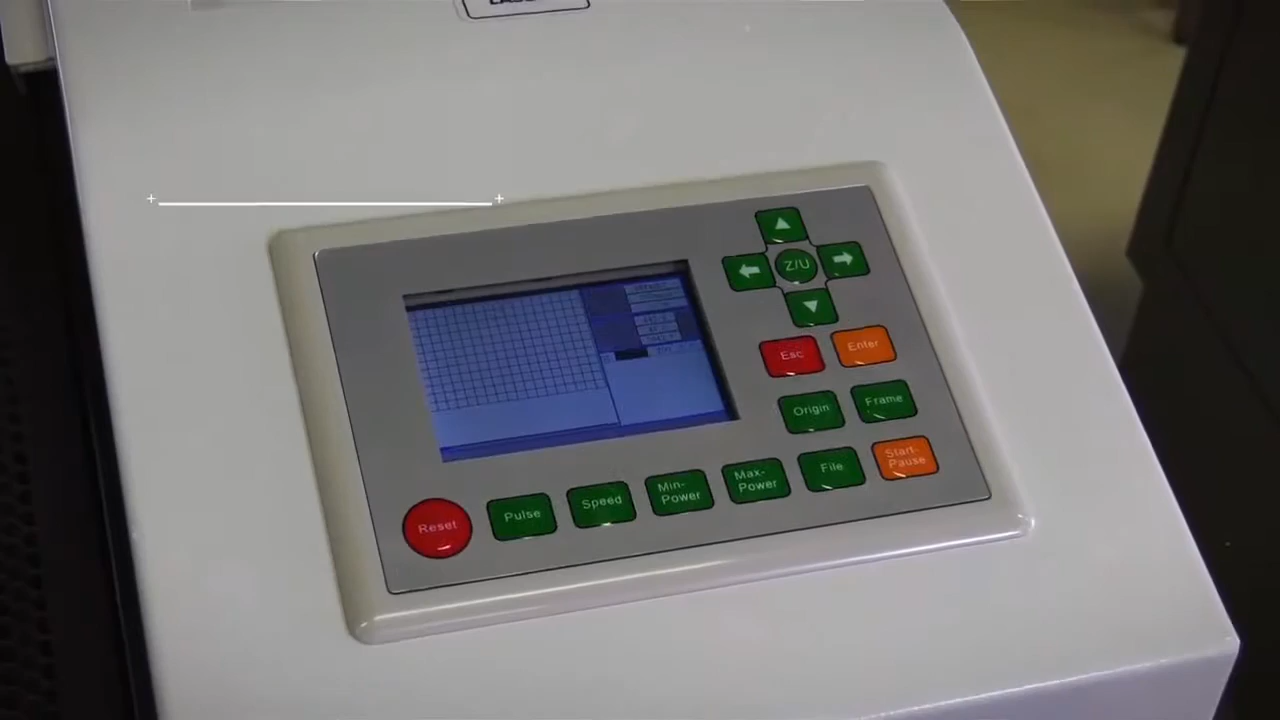 Z/U
Esc
Enter
Origin
Frame
Reset
Pulse
Speed
Min-
Power
Max-
Power
File
Start-
Pause